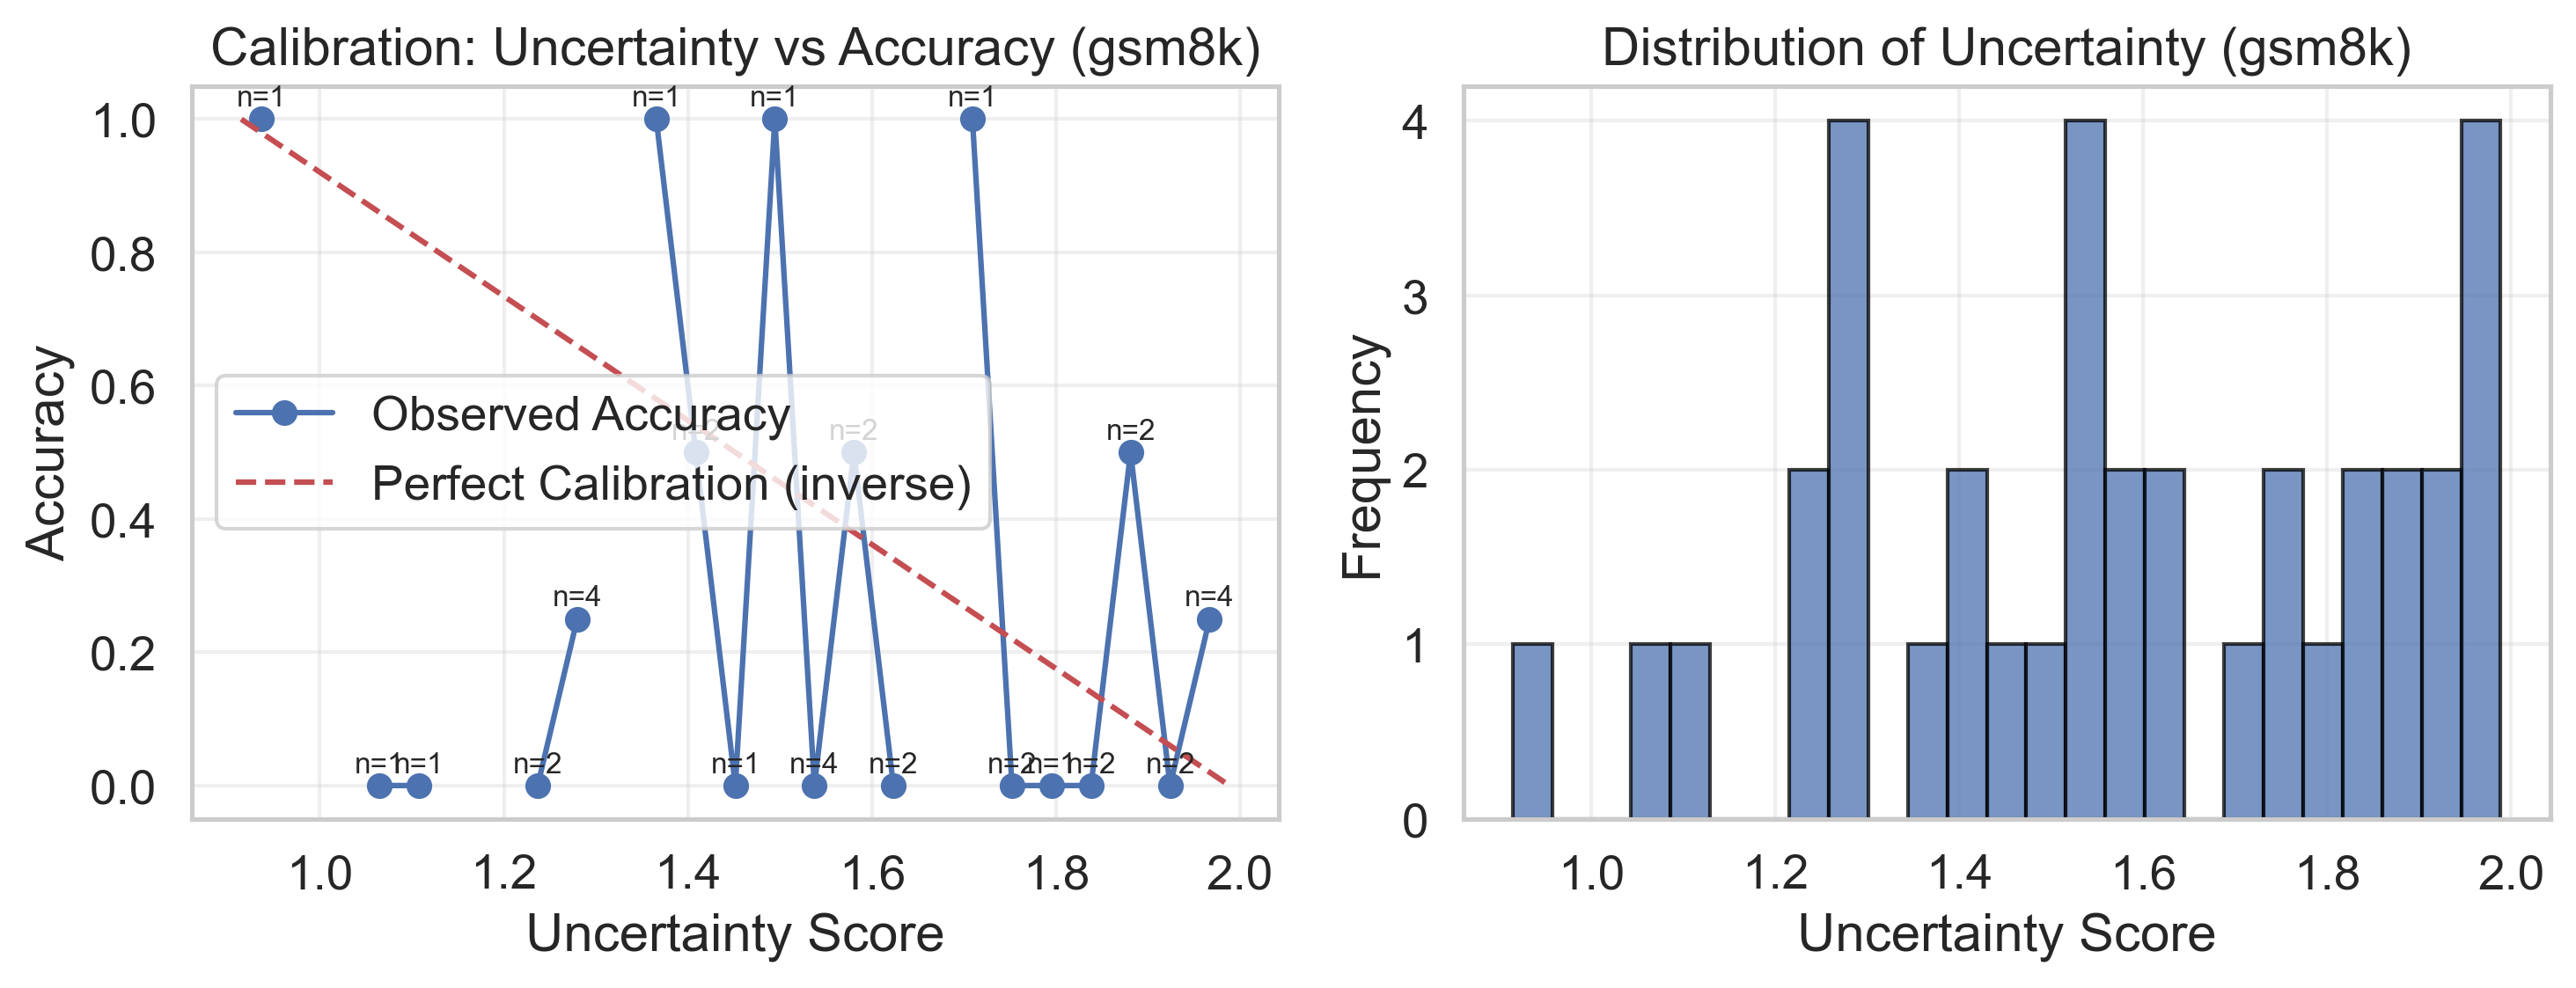 Calibration: Uncertainty vs Accuracy (gsm8k)
n=1
n=1
n=1
n=1
1.0
0.8
0.6
0.4
0.2
0.0
Accuracy
Observed Accuracy
Perfect Calibration (inverse)
n=2
n=2
n=2
n=4
n=4
n=1
n=1
n=2
n=1
n=4
n=2
n=2
n=1
n=2
n=2
1.0
1.2
1.4
1.6
1.8
2.0
Uncertainty Score
Distribution of Uncertainty (gsm8k)
4
3
2
1
0
Frequency
1.0
1.2
1.4
1.6
1.8
2.0
Uncertainty Score